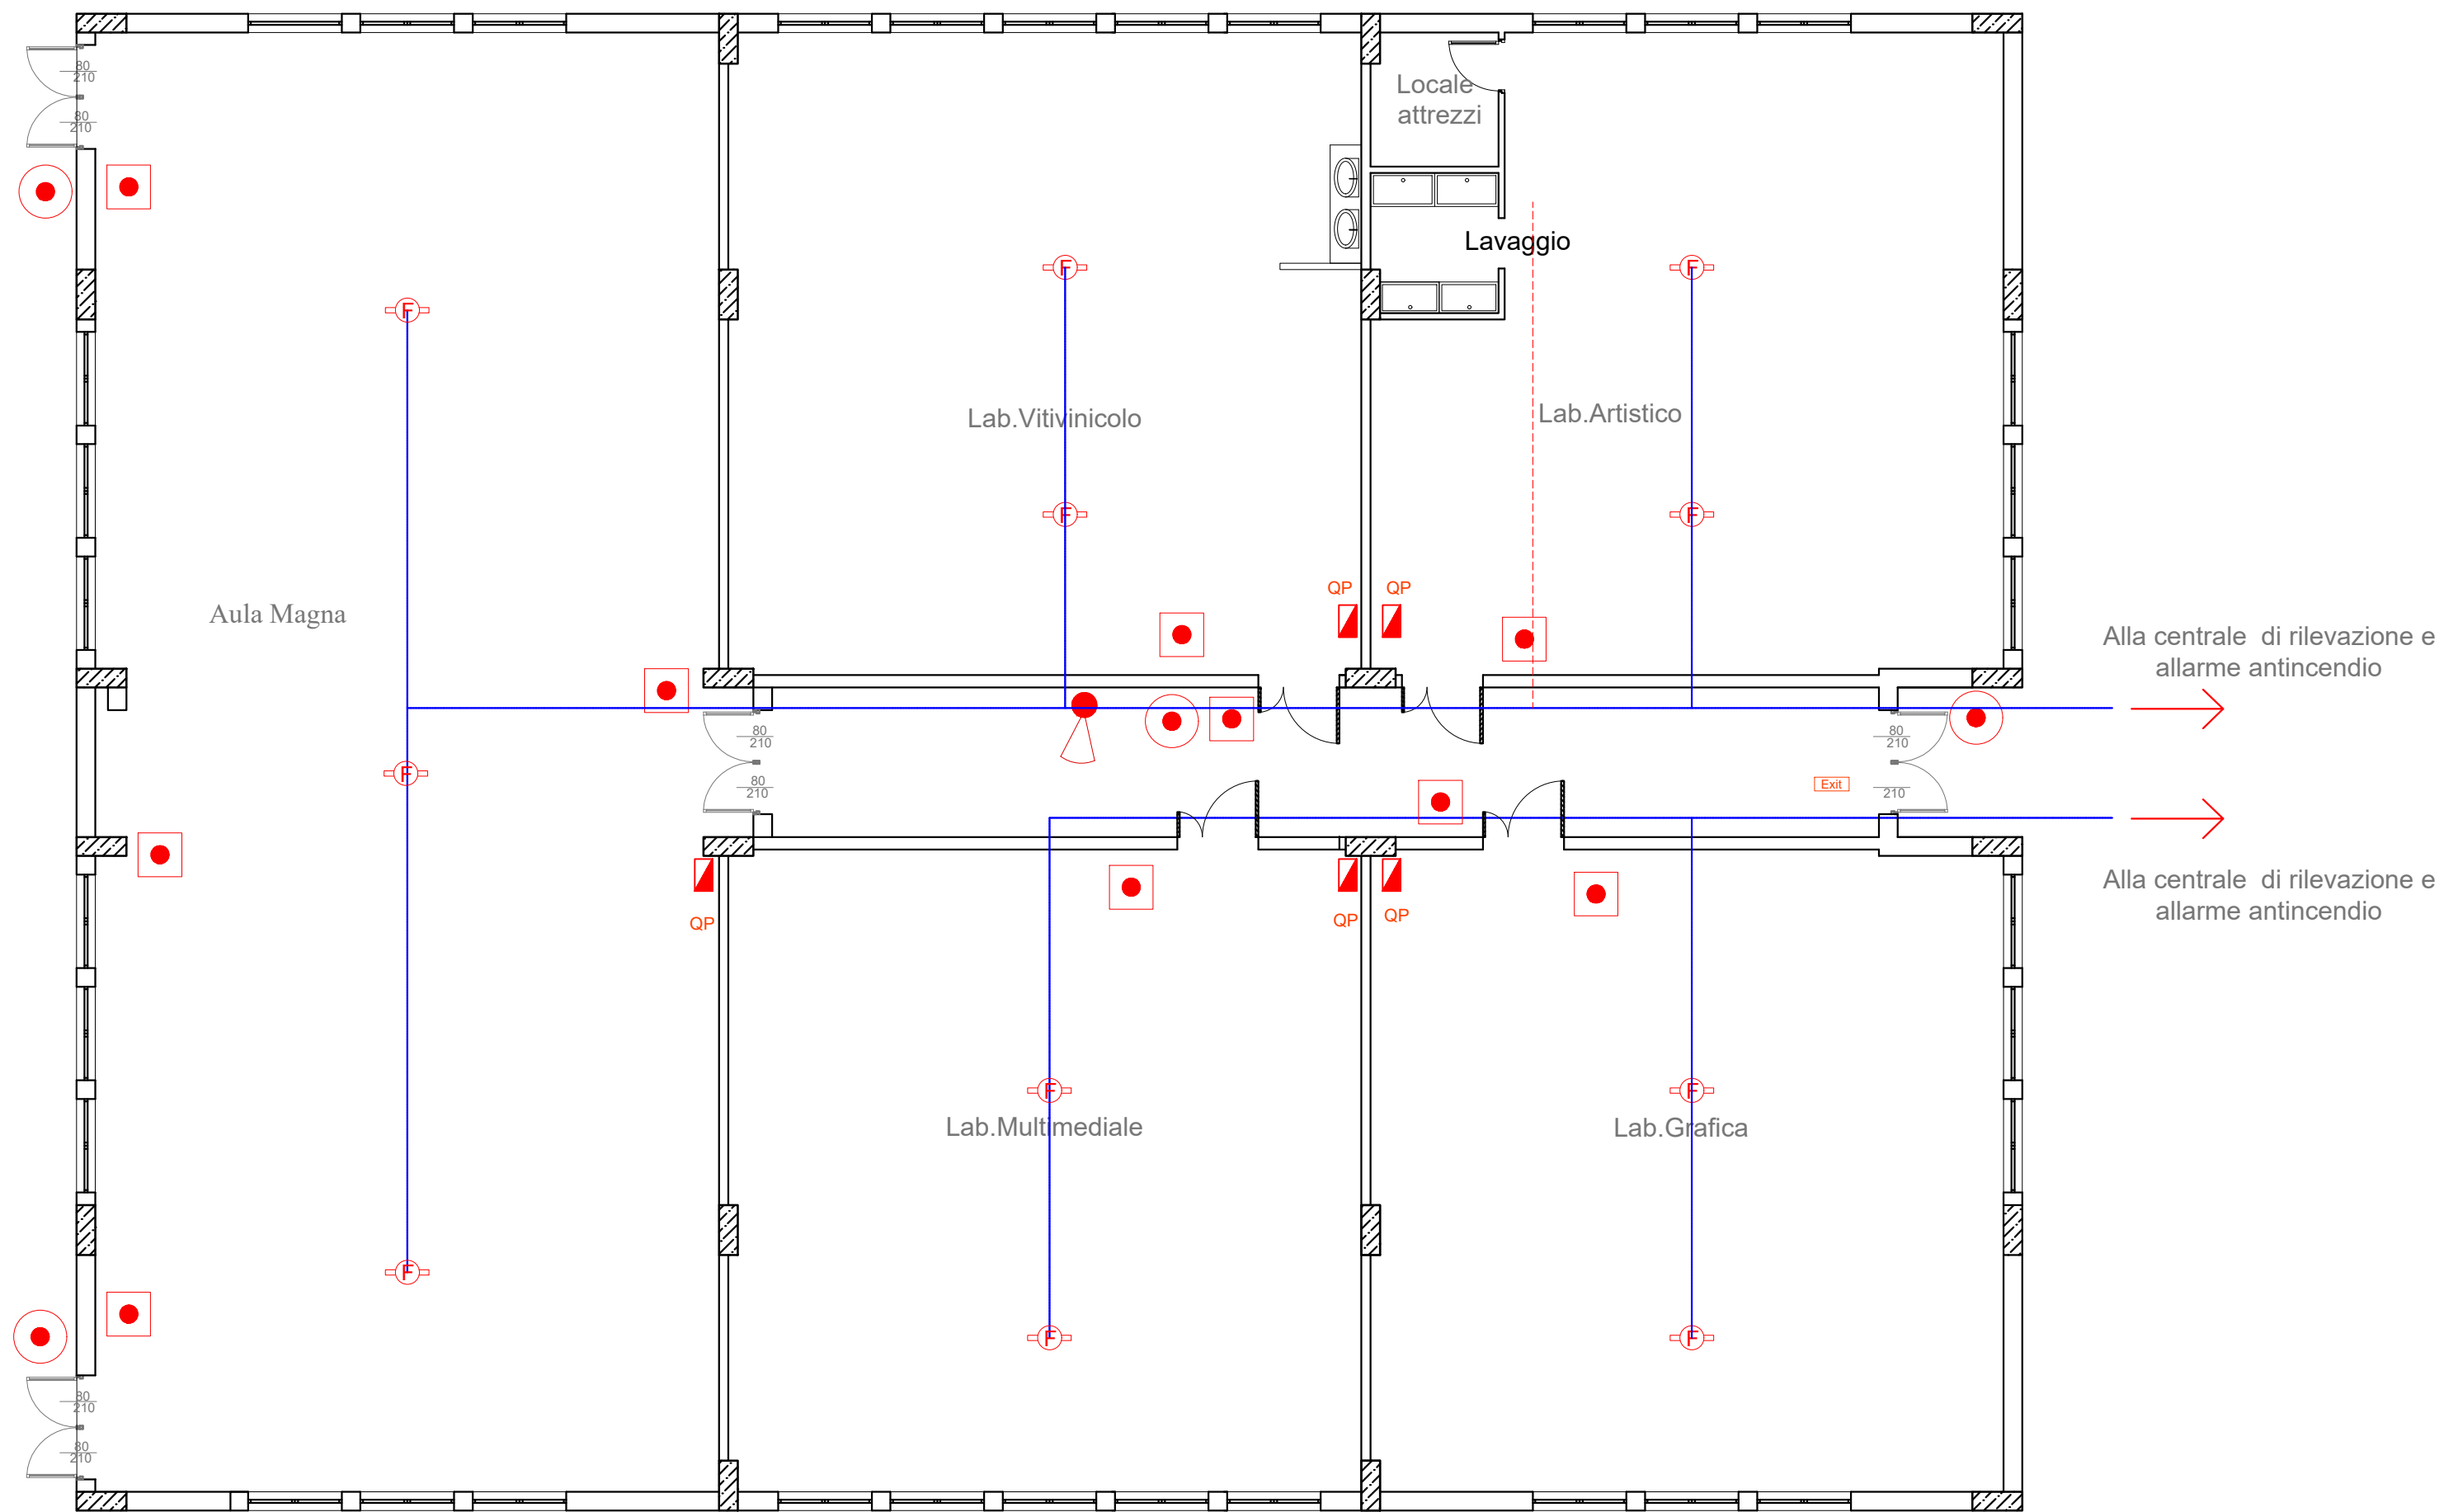 80
210
80
210
Locale
attrezzi
Lavaggio
F
F
F
Lab.Vitivinicolo
Lab.Artistico
F
F
QP
QP
Aula Magna
Alla centrale  di rilevazione e
allarme antincendio
80
210
80
210
F
80
210
Exit
210
QP
QP
QP
Alla centrale  di rilevazione e
allarme antincendio
F
F
Lab.Multimediale
Lab.Grafica
F
F
F
80
210
80
210